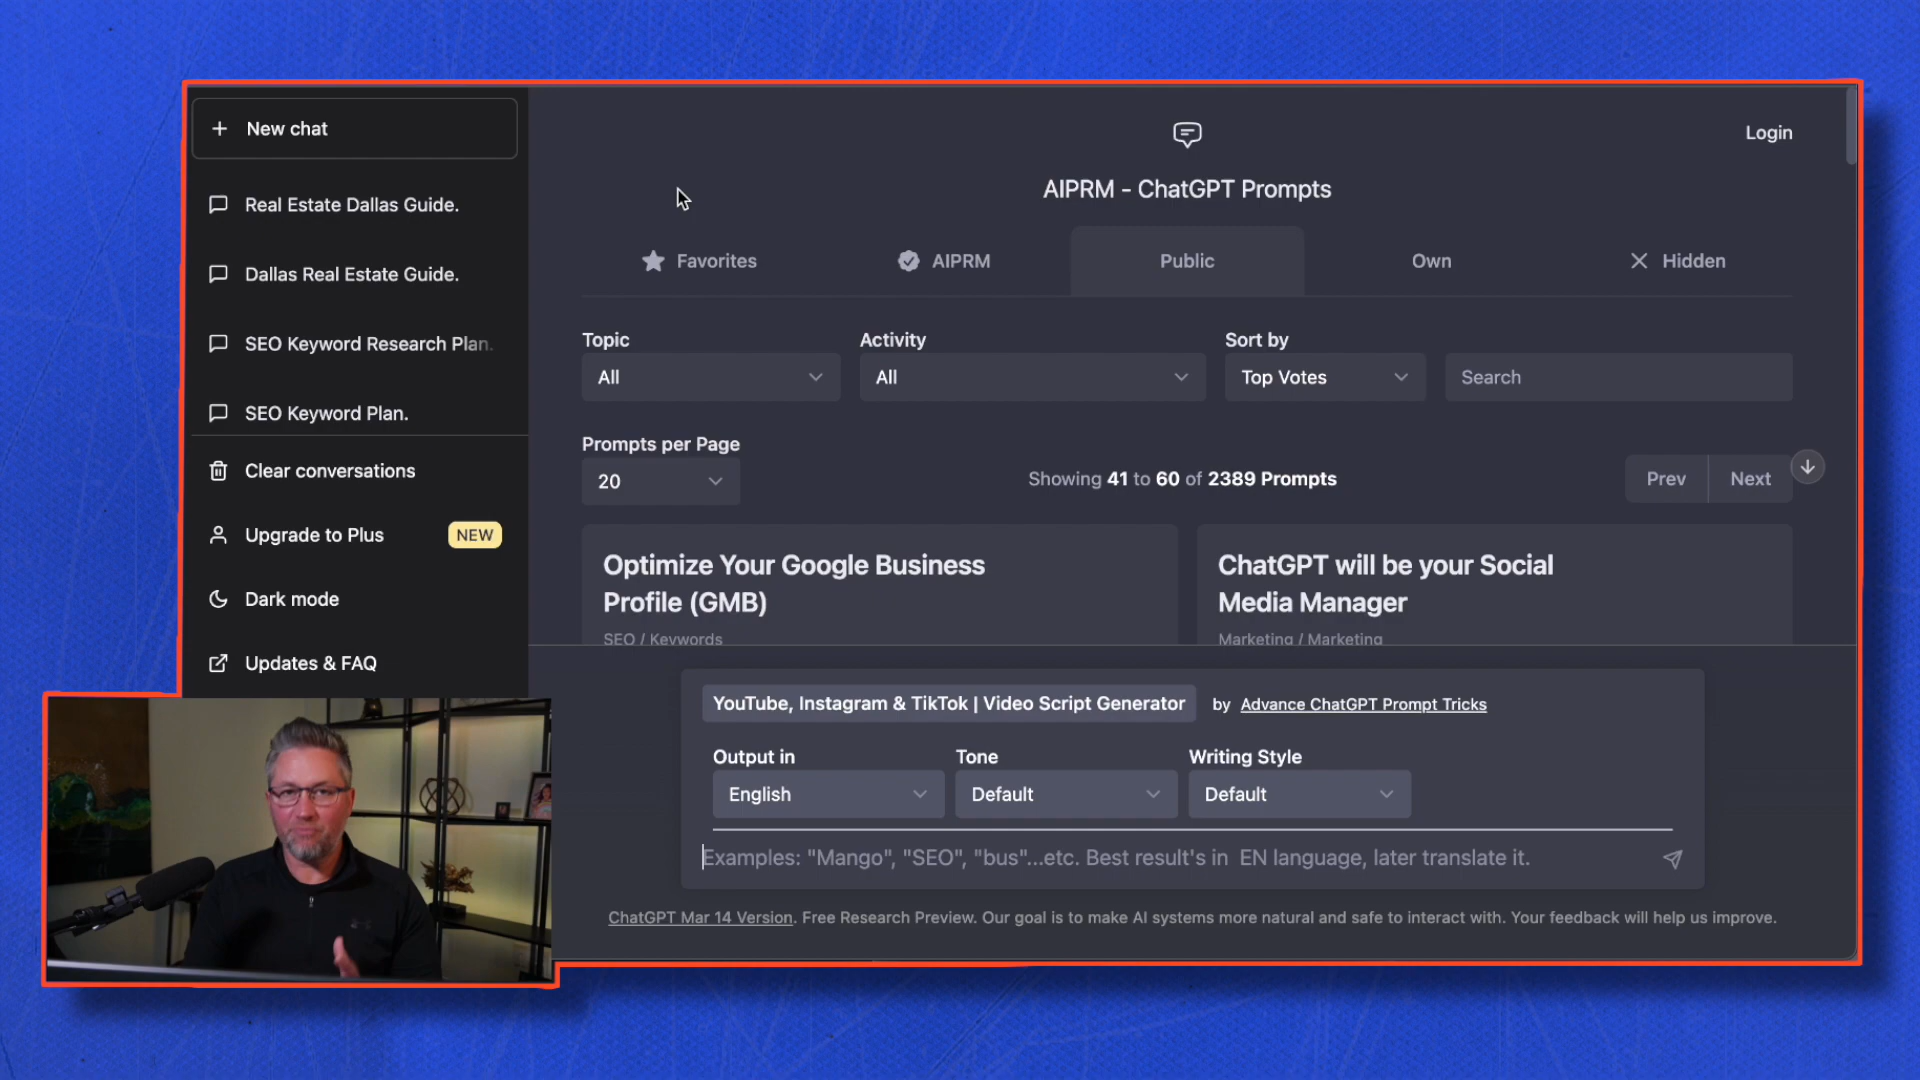 New chat
Real Estate Dallas Guide.
Dallas Real Estate Guide.
SEO Keyword Research Plan.
SEO Keyword Plan.
Clear conversations
Upgrade to Plus NEW
Dark mode
Updates & FAQ
Login
AIPRM - ChatGPT Prompts
Favorites AIPRM Public Own Hidden
Topic Activity Sort by
All All Top Votes Search
Prompts per Page
20 Showing 41 to 60 of 2389 Prompts Prev Next
Optimize Your Google Business
Profile (GMB)
SEO / Keywords
ChatGPT will be your Social
Media Manager
Marketing / Marketing
YouTube, Instagram & TikTok | Video Script Generator by Advance ChatGPT Prompt Tricks
Output in Tone Writing Style
English Default Default
Examples: "Mango", "SEO", "bus"...etc. Best result's in EN language, later translate it.
ChatGPT Mar 14 Version. Free Research Preview. Our goal is to make AI systems more natural and safe to interact with. Your feedback will help us improve.